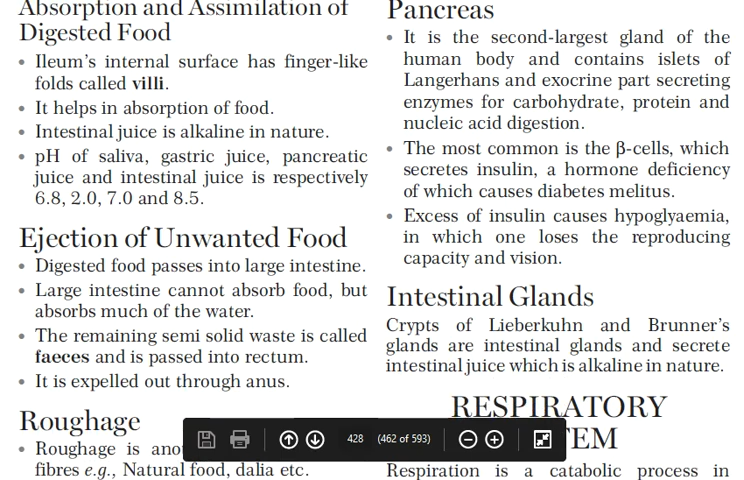 Absorption and Assimilation of
Digested Food
• Ileum's internal surface has finger-like
folds called villi.
• It helps in absorption of food.
• Intestinal juice is alkaline in nature.
• pH of saliva, gastric juice, pancreatic
juice and intestinal juice is respectively
6.8, 2.0, 7.0 and 8.5.
Ejection of Unwanted Food
• Digested food passes into large intestine.
• Large intestine cannot absorb food, but
absorbs much of the water.
• The remaining semi solid waste is called
faeces and is passed into rectum.
• It is expelled out through anus.
Roughage
• Roughage is
fibres e.g., Natural food, dalia etc.
Pancreas
• It is the second-largest gland of the
human body and contains islets of
Langerhans and exocrine part secreting
enzymes for carbohydrate, protein and
nucleic acid digestion.
• The most common is the β-cells, which
secretes insulin, a hormone deficiency
of which causes diabetes melitus.
• Excess of insulin causes hypoglyaemia,
in which one loses the reproducing
capacity and vision.
Intestinal Glands
Crypts of Lieberkuhn and Brunner's
glands are intestinal glands and secrete
intestinal juice which is alkaline in nature.
RESPIRATORY
Respiration is a catabolic process in
428 (462 of 593)